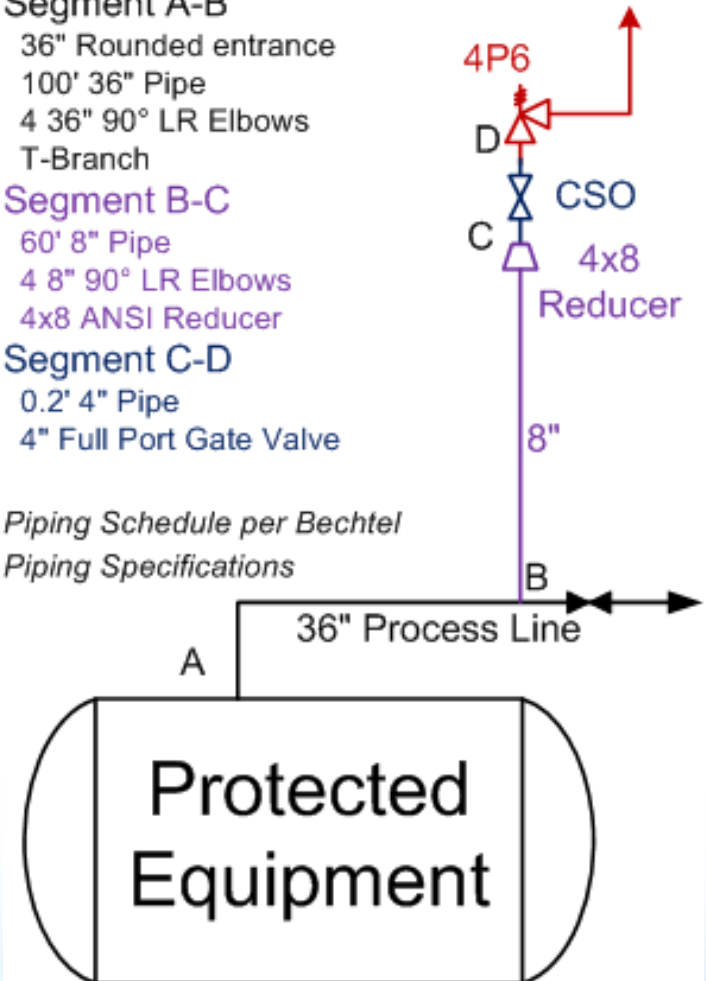 Segment A-B
36" Rounded entrance
100' 36" Pipe
4 36" 90° LR Elbows
T-Branch
Segment B-C
60' 8" Pipe
4 8" 90° LR Elbows
4x8 ANSI Reducer
Segment C-D
0.2' 4" Pipe
4" Full Port Gate Valve
Piping Schedule per Bechtel
Piping Specifications
4P6
D
CSO
C
4x8
Reducer
8"
B
36" Process Line
A
Protected
Equipment